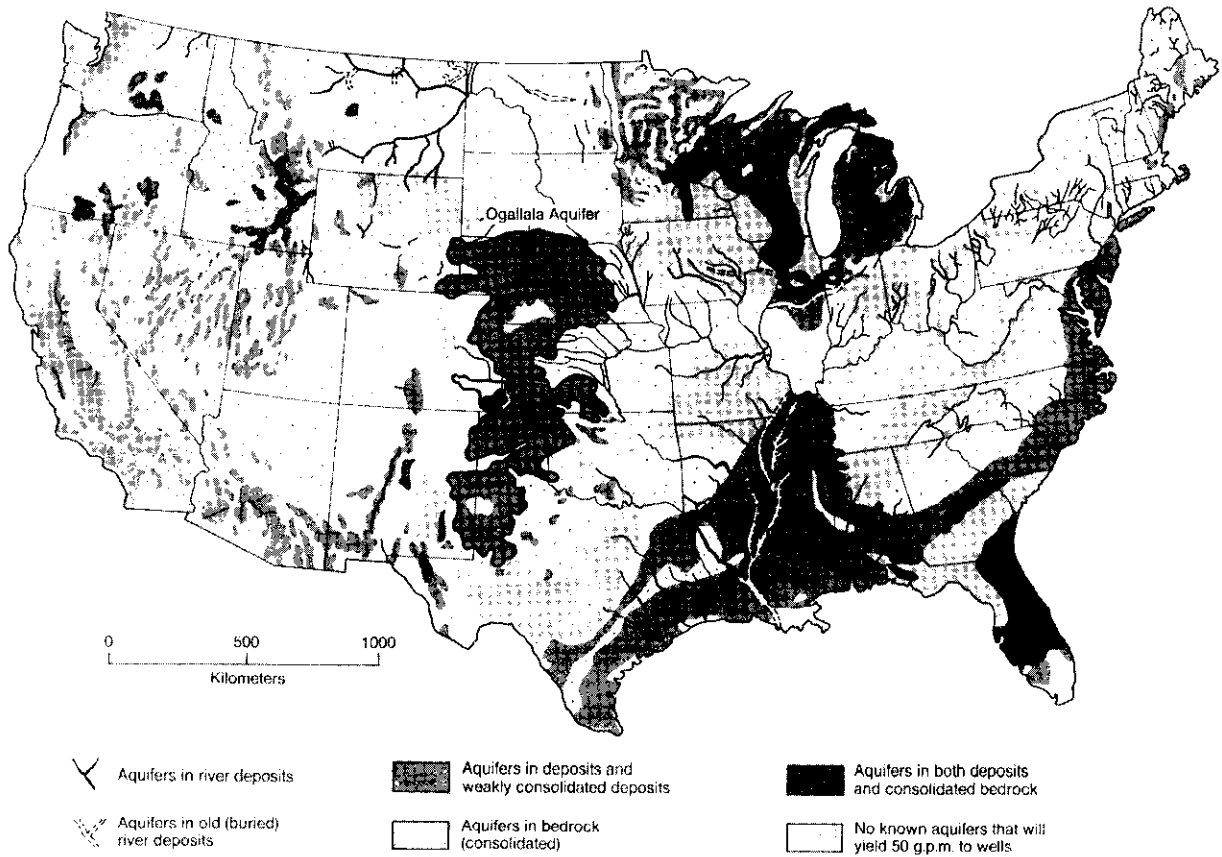 Ogallala Aquifer
0 500 1000
Kilometers
Aquifers in river deposits
Aquifers in old (buried)
river deposits
Aquifers in deposits and
weakly consolidated deposits
Aquifers in bedrock
(consolidated)
Aquifers in both deposits
and consolidated bedrock
No known aquifers that will
yield 50 g.p.m. to wells